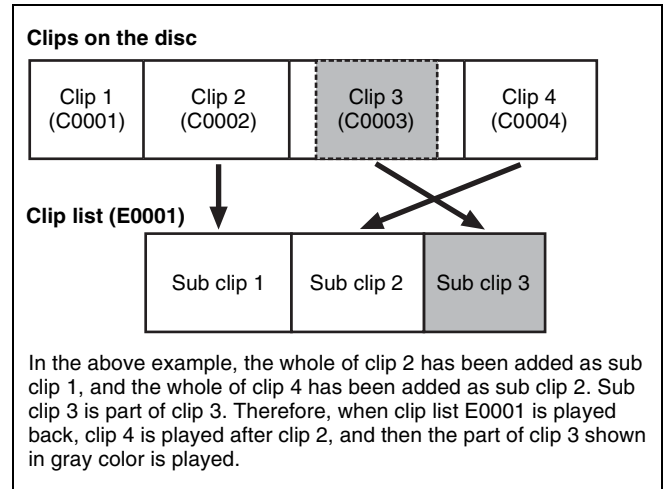 Clips on the disc
Clip 1
(C0001)
Clip 2
(C0002)
Clip 3
(C0003)
Clip 4
(C0004)
Clip list (E0001)
Sub clip 1
Sub clip 2
Sub clip 3
In the above example, the whole of clip 2 has been added as sub
clip 1, and the whole of clip 4 has been added as sub clip 2. Sub
clip 3 is part of clip 3. Therefore, when clip list E0001 is played
back, clip 4 is played after clip 2, and then the part of clip 3 shown
in gray color is played.